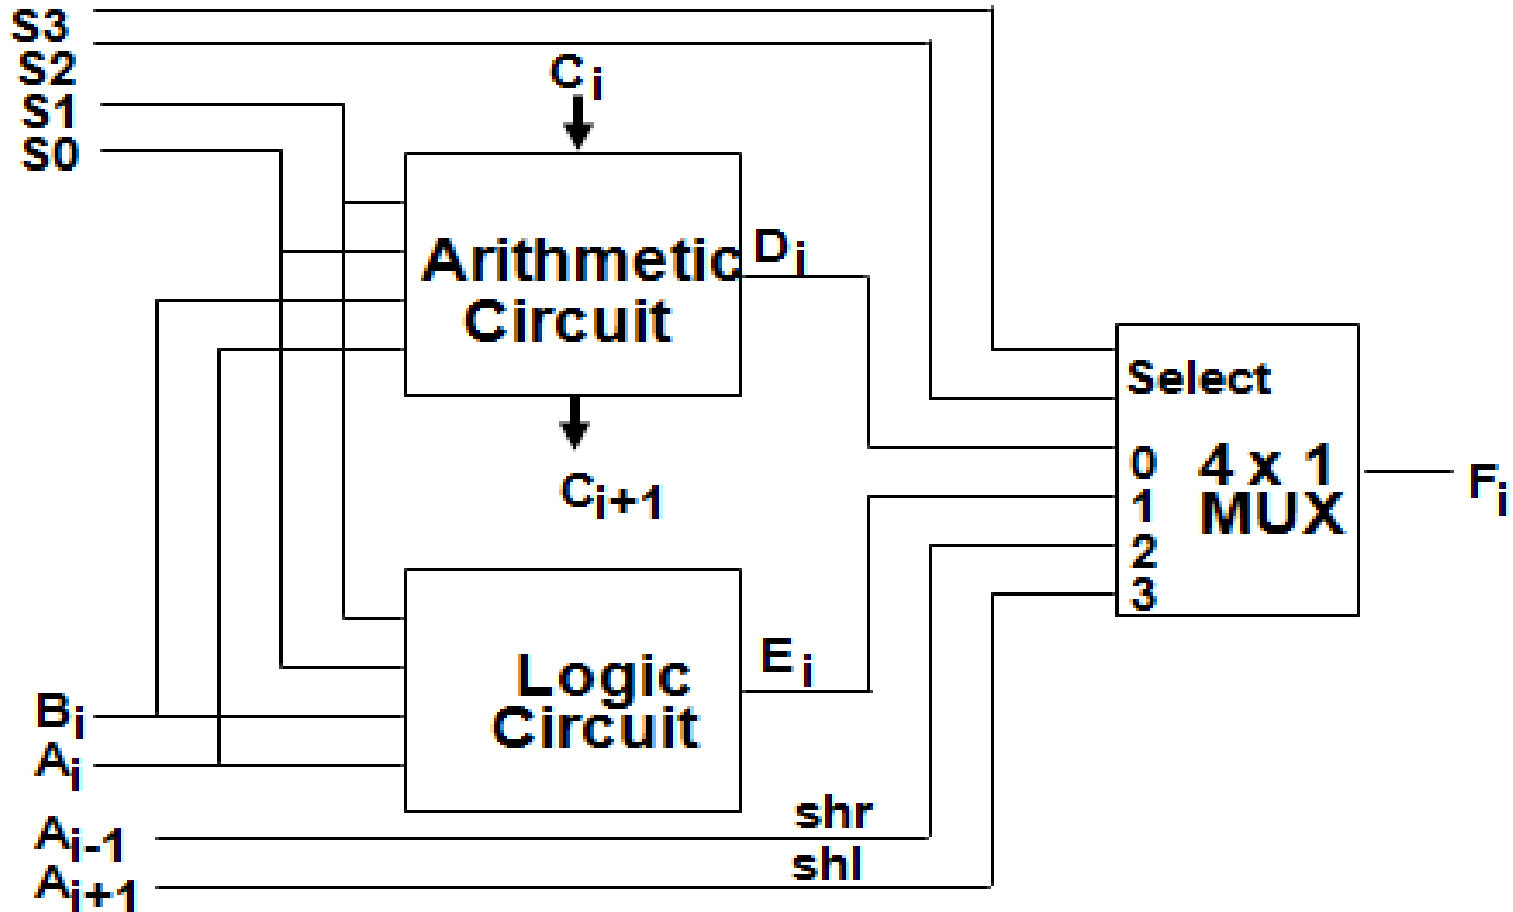 S3
S2
S1
S0
Ci
Arithmetic
Circuit
Di
Ci+1
Select
0
1
2
3
4 x 1
MUX
Fi
Logic
Circuit
Ei
Bi
Ai
Ai-1
shr
Ai+1
shl